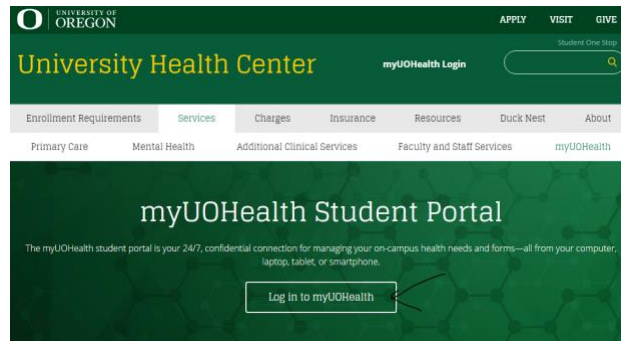 O UNIVERSITY OF OREGON
APPLY VISIT GIVE
Student One Stop
University Health Center
myUOHealth Login
Enrollment Requirements Services Charges Insurance Resources Duck Nest About
Primary Care Mental Health Additional Clinical Services Faculty and Staff Services myUOHealth
myUOHealth Student Portal
The myUOHealth student portal is your 24/7, confidential connection for managing your on-campus health needs and forms—all from your computer,
laptop, tablet, or smartphone.
Log in to myUOHealth